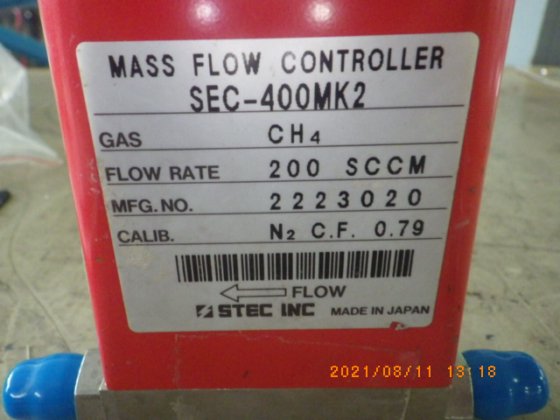 MASS FLOW CONTROLLER
SEC-400MK2
GAS CH₄
FLOW RATE 200 SCCM
MFG.NO. 2223020
CALIB. N₂ C.F. 0.79
FLOW
STEC INC MADE IN JAPAN
2021/08/11 13:18